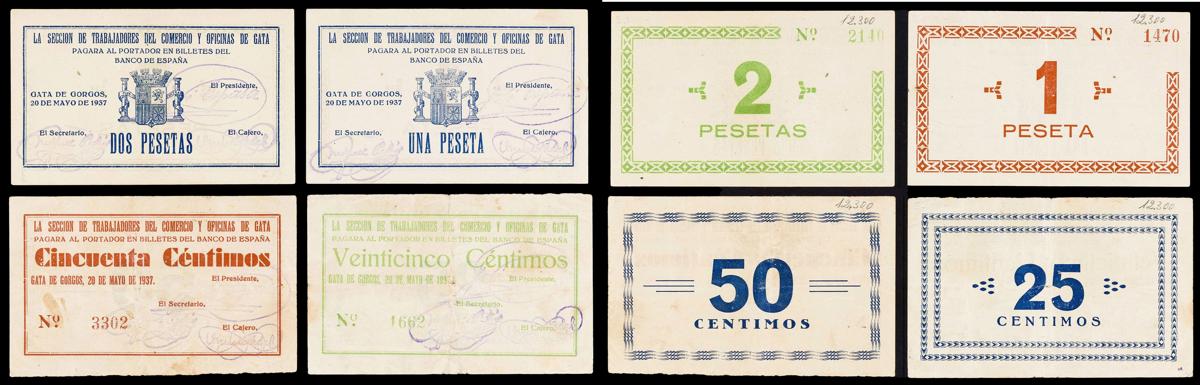 LA SECCION DE TRABAJADORES DEL COMERCIO Y OFICINAS DE GATA
PAGARA AL PORTADOR EN BILLETES DEL
BANCO DE ESPAÑA
El Presidente,
GATA DE GORGOS,
20 DE MAYO DE 1937
El Secretario,
El Cajero,
DOS PESETAS
LA SECCION DE TRABAJADORES DEL COMERCIO Y OFICINAS DE GATA
PAGARA AL PORTADOR EN BILLETES DEL
BANCO DE ESPAÑA
El Presidente,
GATA DE GORGOS,
20 DE MAYO DE 1937
El Secretario,
El Cajero,
UNA PESETA
12,300
Nº 2140
2
PESETAS
12,300
Nº 1470
1
PESETA
LA SECCION DE TRABAJADORES DEL COMERCIO Y OFICINAS DE GATA
PAGARA AL PORTADOR EN BILLETES DEL BANCO DE ESPAÑA
Cincuenta Céntimos
GATA DE GORGOS, 20 DE MAYO DE 1937.
El Presidente,
El Secretario,
Nº 3302
El Cajero,
LA SECCION DE TRABAJADORES DEL COMERCIO Y OFICINAS DE GATA
PAGARA AL PORTADOR EN BILLETES DEL BANCO DE ESPAÑA
Veinticinco Céntimos
GATA DE GORGOS, 20 DE MAYO DE 1937.
El Presidente,
El Secretario,
Nº 1662
El Cajero,
12,300
50
CENTIMOS
12,300
25
CENTIMOS